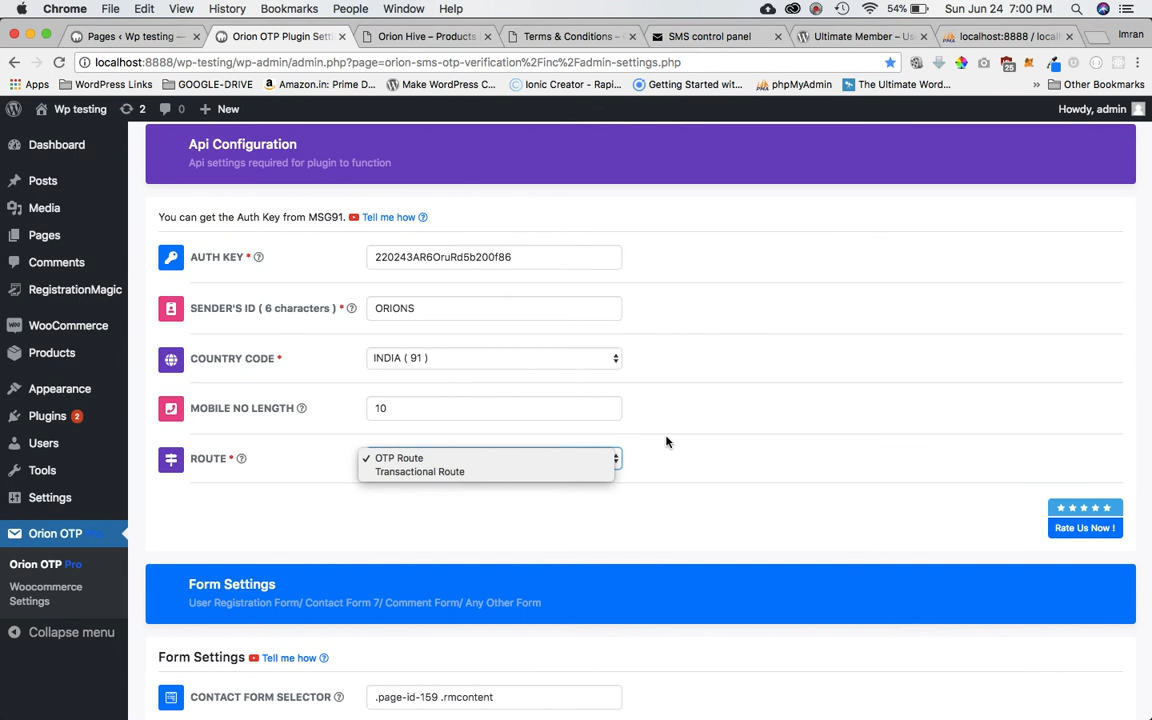 Chrome File Edit View History Bookmarks People Window Help 54% Sun Jun 24 7:00 PM
Pages ‹ Wp testing — Orion OTP Plugin Sett Orion Hive – Products Terms & Conditions – SMS control panel Ultimate Member – Us localhost:8888 / local Imran
localhost:8888/wp-testing/wp-admin/admin.php?page=orion-sms-otp-verification%2Finc%2Fadmin-settings.php 25
Apps WordPress Links GOOGLE-DRIVE Amazon.in: Prime D... Make WordPress C... Ionic Creator - Rapi... Getting Started wit... phpMyAdmin The Ultimate Word... » Other Bookmarks
Wp testing 2 0 New Howdy, admin
Dashboard
Posts
Media
Pages
Comments
RegistrationMagic
WooCommerce
Products
Appearance
Plugins 2
Users
Tools
Settings
Orion OTP Pro
Orion OTP Pro
Woocommerce
Settings
Collapse menu
Api Configuration
Api settings required for plugin to function
You can get the Auth Key from MSG91. Tell me how
AUTH KEY * 220243AR6OruRd5b200f86
SENDER'S ID ( 6 characters ) * ORIONS
COUNTRY CODE * INDIA ( 91 )
MOBILE NO LENGTH 10
ROUTE * ✓ OTP Route
Transactional Route
Rate Us Now !
Form Settings
User Registration Form/ Contact Form 7/ Comment Form/ Any Other Form
Form Settings Tell me how
CONTACT FORM SELECTOR .page-id-159 .rmcontent